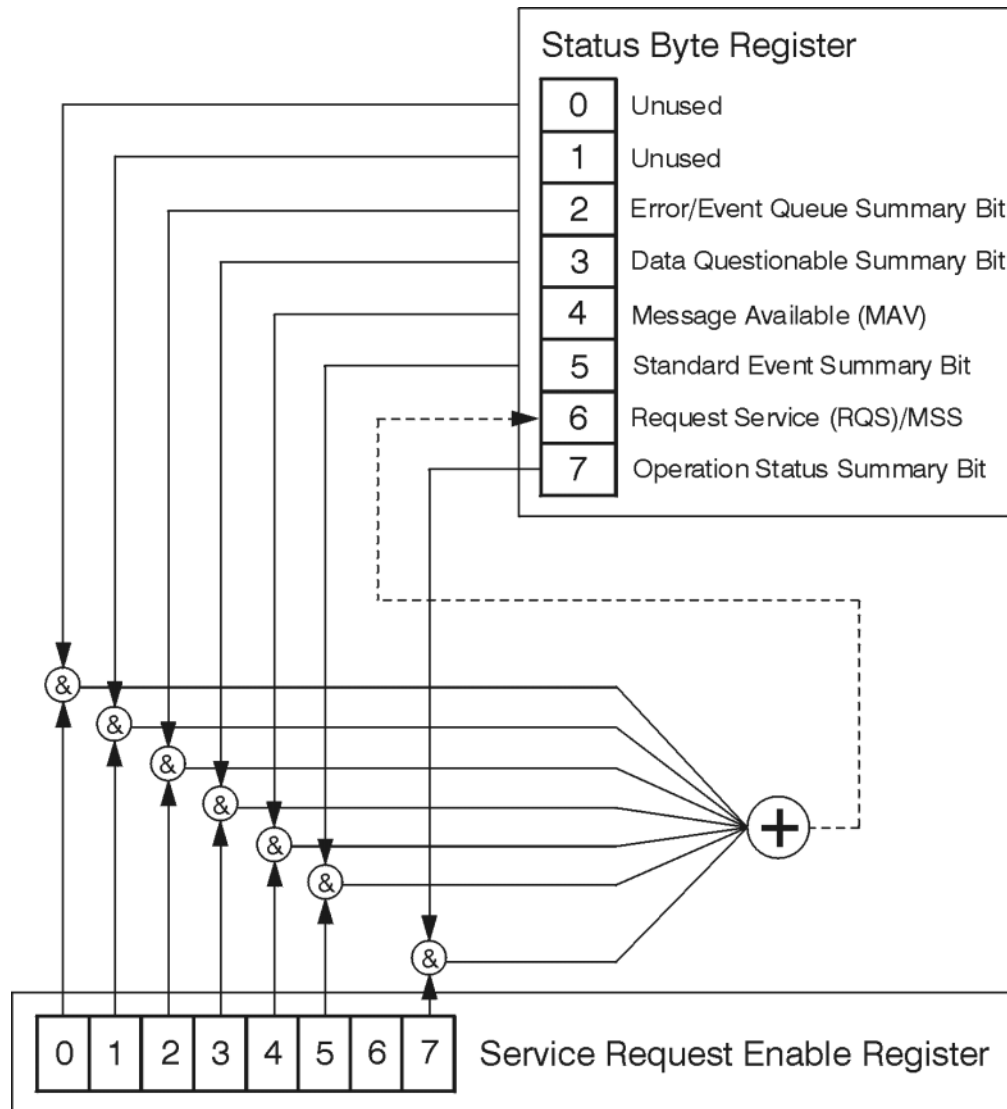 Status Byte Register
0 Unused
1 Unused
2 Error/Event Queue Summary Bit
3 Data Questionable Summary Bit
4 Message Available (MAV)
5 Standard Event Summary Bit
6 Request Service (RQS)/MSS
7 Operation Status Summary Bit
&
&
&
&
&
&
&
+
0 1 2 3 4 5 6 7 Service Request Enable Register